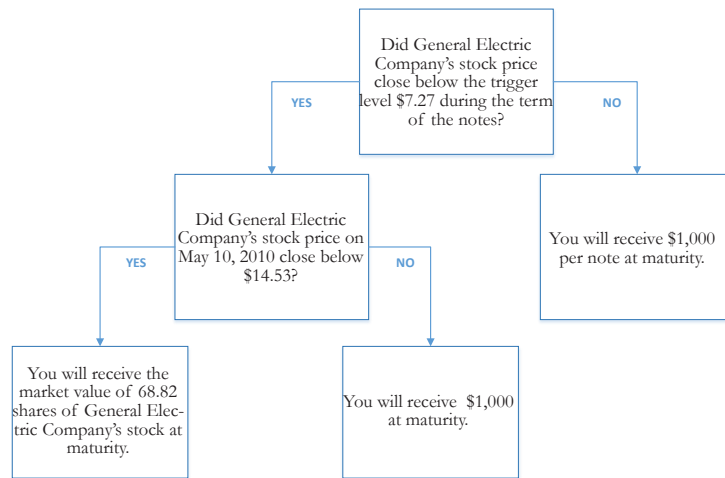 Did General Electric
Company's stock price
close below the trigger
level $7.27 during the term
of the notes?
YES
NO
Did General Electric
Company's stock price on
May 10, 2010 close below
$14.53?
You will receive $1,000
per note at maturity.
YES
NO
You will receive the
market value of 68.82
shares of General Elec-
tric Company's stock at
maturity.
You will receive $1,000
at maturity.